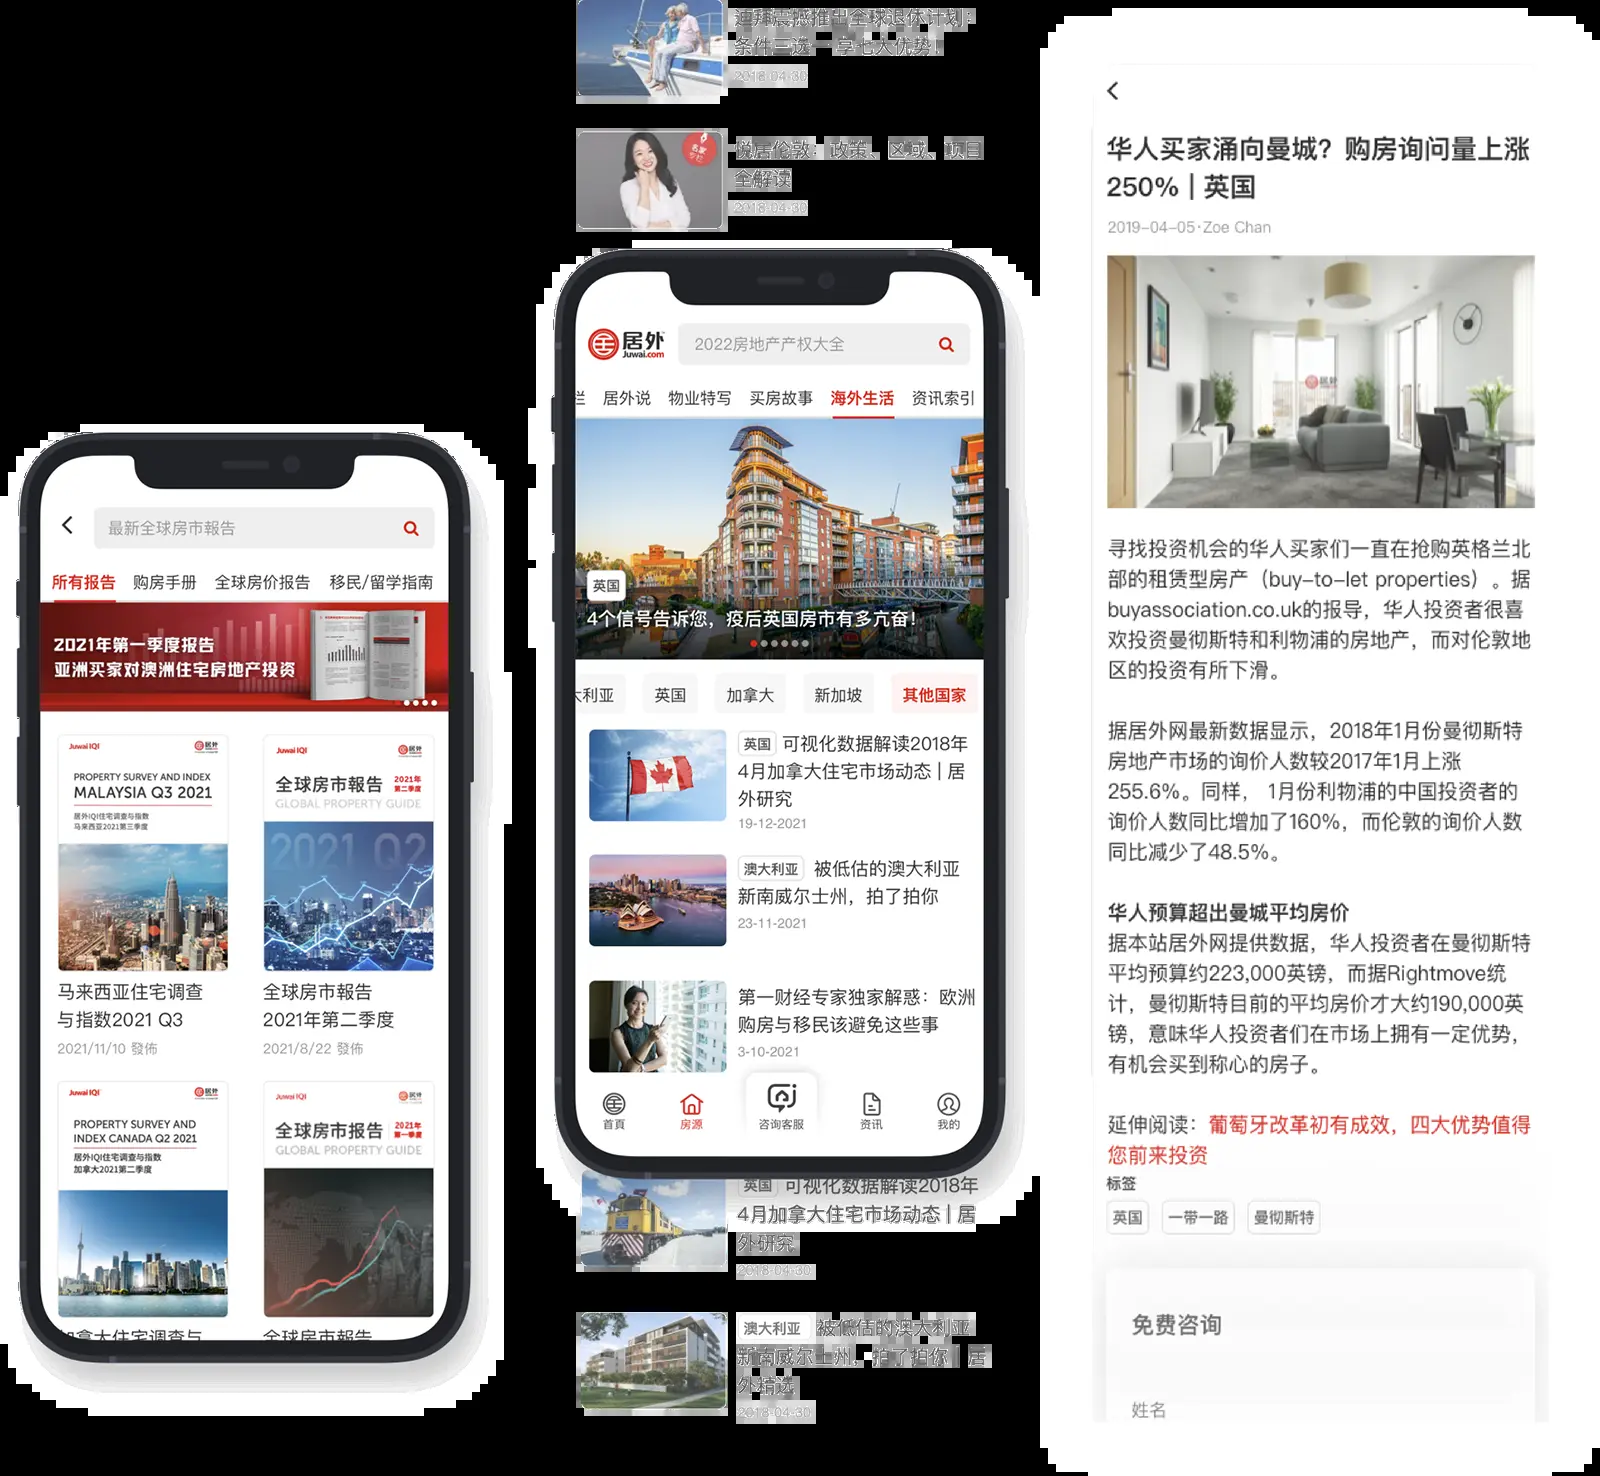 最新全球房市報告
所有报告 购房手册 全球房价报告 移民/留学指南
2021年第一季度报告
亚洲买家对澳洲住宅房地产投资
Juwai IQI 居外
PROPERTY SURVEY AND INDEX
MALAYSIA Q3 2021
居外IQI住宅调查与指数
马来西亚2021第三季度
马来西亚住宅调查
与指数2021 Q3
2021/11/10 發佈
Juwai IQI 居外
全球房市報告 2021年
第二季度
GLOBAL PROPERTY GUIDE
2021 Q2
全球房市報告
2021年第二季度
2021/8/22 發佈
Juwai IQI 居外
PROPERTY SURVEY AND
INDEX CANADA Q2 2021
居外IQI住宅调查与指数
加拿大2021第二季度
加拿大住宅调查与
Juwai IQI 居外
全球房市报告 2021年
第一季度
GLOBAL PROPERTY GUIDE
全球房市報告
迪拜震撼推出全球退休计划：
条件三选一 享七大优势！
2018-04-30
名家
悦居伦敦：政策、区域、项目
全解读
2018-04-30
居外
Juwai.com
2022房地产产权大全
栏 居外说 物业特写 买房故事 海外生活 资讯索引
英国
4个信号告诉您，疫后英国房市有多亢奋！
大利亚 英国 加拿大 新加坡 其他国家
英国 可视化数据解读2018年
4月加拿大住宅市场动态 | 居
外研究
19-12-2021
澳大利亚 被低估的澳大利亚
新南威尔士州，拍了拍你
23-11-2021
第一财经专家独家解惑：欧洲
购房与移民该避免这些事
3-10-2021
首頁 房源 咨询客服 资讯 我的
英国 可视化数据解读2018年
4月加拿大住宅市场动态 | 居
外研究
2018-04-30
澳大利亚 被低估的澳大利亚
新南威尔士州，拍了拍你 | 居
外精选
2018-04-30
华人买家涌向曼城？购房询问量上涨
250% | 英国
2019-04-05·Zoe Chan
居外
寻找投资机会的华人买家们一直在抢购英格兰北
部的租赁型房产（buy-to-let properties）。据
buyassociation.co.uk的报导，华人投资者很喜
欢投资曼彻斯特和利物浦的房地产，而对伦敦地
区的投资有所下滑。
据居外网最新数据显示，2018年1月份曼彻斯特
房地产市场的询价人数较2017年1月上涨
255.6%。同样， 1月份利物浦的中国投资者的
询价人数同比增加了160%，而伦敦的询价人数
同比减少了48.5%。
华人预算超出曼城平均房价
据本站居外网提供数据，华人投资者在曼彻斯特
平均预算约223,000英镑，而据Rightmove统
计，曼彻斯特目前的平均房价才大约190,000英
镑，意味华人投资者们在市场上拥有一定优势，
有机会买到称心的房子。
延伸阅读：葡萄牙改革初有成效，四大优势值得
您前来投资
标签
英国 一带一路 曼彻斯特
免费咨询
姓名